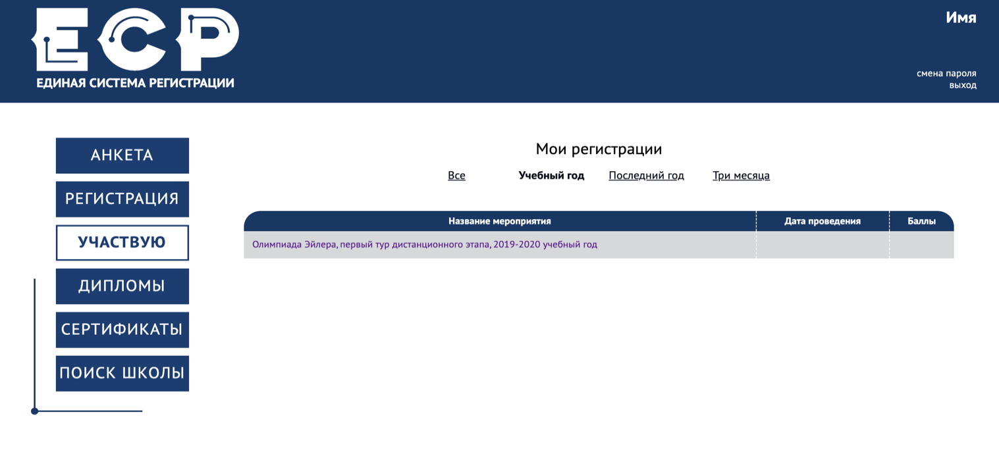 ЕСР
ЕДИНАЯ СИСТЕМА РЕГИСТРАЦИИ
Имя
смена пароля
выход
АНКЕТА
РЕГИСТРАЦИЯ
УЧАСТВУЮ
ДИПЛОМЫ
СЕРТИФИКАТЫ
ПОИСК ШКОЛЫ
Мои регистрации
Все Учебный год Последний год Три месяца
Название мероприятия Дата проведения Баллы
Олимпиада Эйлера, первый тур дистанционного этапа, 2019-2020 учебный год